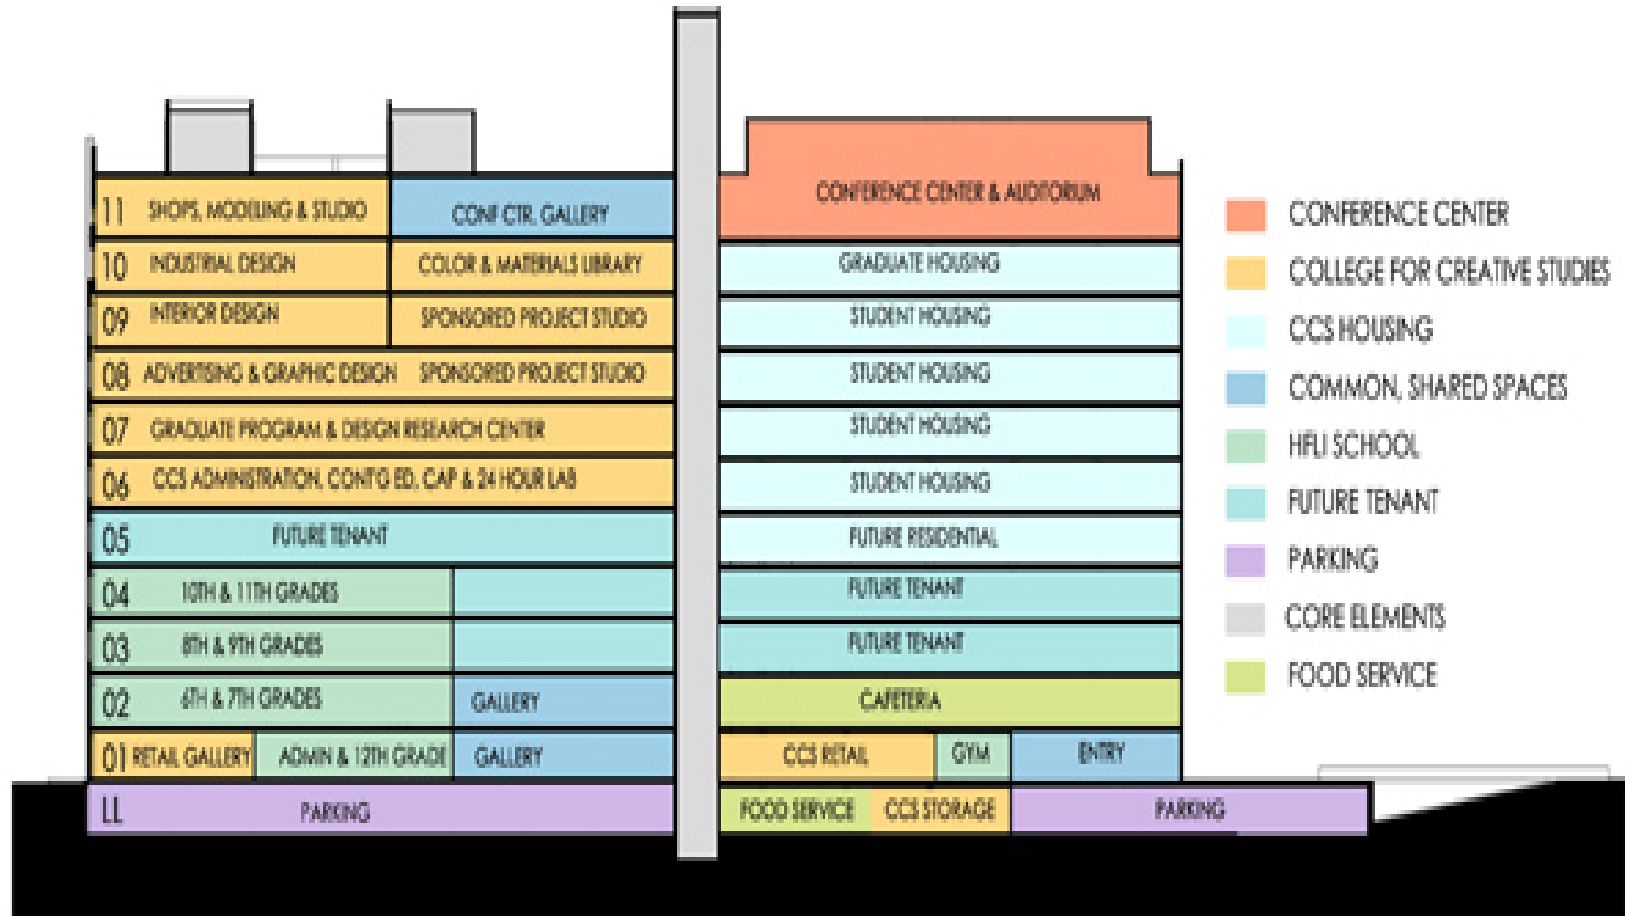 11 SHOPS, MODELING & STUDIO
CONF CTR. GALLERY
CONFERENCE CENTER & AUDITORIUM
10 INDUSTRIAL DESIGN
COLOR & MATERIALS LIBRARY
GRADUATE HOUSING
09 INTERIOR DESIGN
SPONSORED PROJECT STUDIO
STUDENT HOUSING
08 ADVERTISING & GRAPHIC DESIGN
SPONSORED PROJECT STUDIO
STUDENT HOUSING
07 GRADUATE PROGRAM & DESIGN RESEARCH CENTER
STUDENT HOUSING
06 CCS ADMINISTRATION, CONT'G ED, CAP & 24 HOUR LAB
STUDENT HOUSING
05 FUTURE TENANT
FUTURE RESIDENTIAL
04 10TH & 11TH GRADES
FUTURE TENANT
03 8TH & 9TH GRADES
FUTURE TENANT
02 6TH & 7TH GRADES
GALLERY
CAFETERIA
01 RETAIL GALLERY
ADMIN & 12TH GRADE
GALLERY
CCS RETAIL
GYM
ENTRY
LL PARKING
FOOD SERVICE
CCS STORAGE
PARKING
CONFERENCE CENTER
COLLEGE FOR CREATIVE STUDIES
CCS HOUSING
COMMON, SHARED SPACES
HFLI SCHOOL
FUTURE TENANT
PARKING
CORE ELEMENTS
FOOD SERVICE